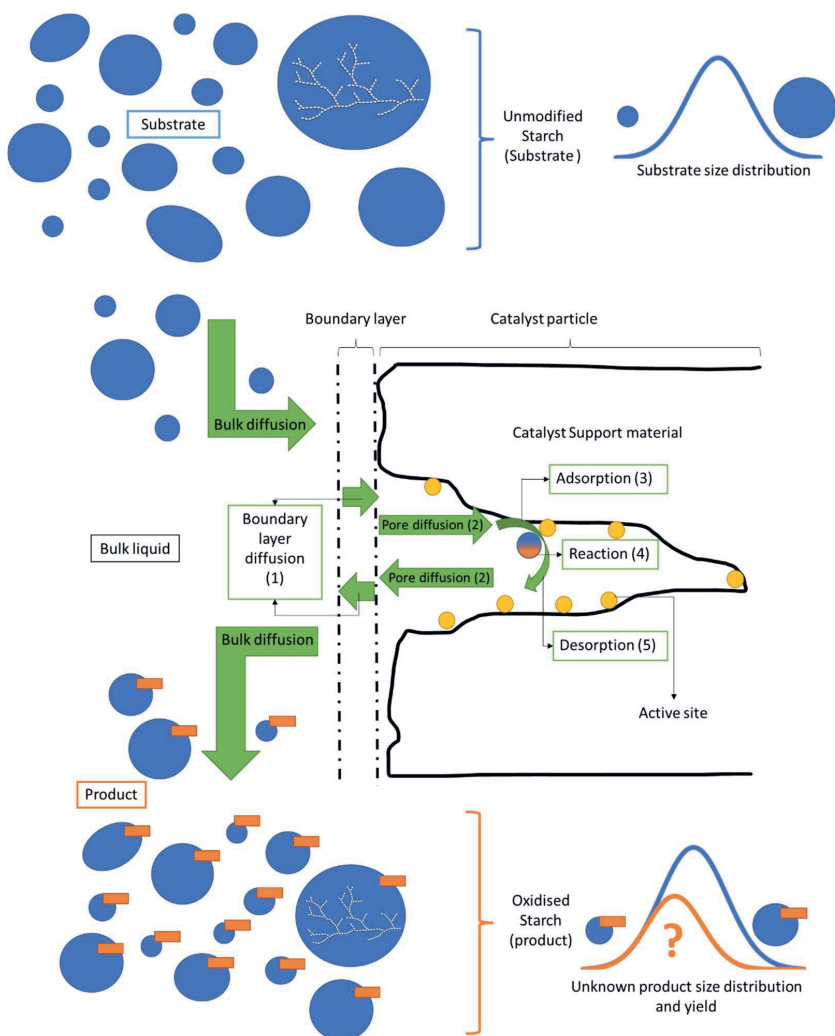 Substrate
Unmodified
Starch
(Substrate )
Substrate size distribution
Boundary layer
Catalyst particle
Bulk diffusion
Catalyst Support material
Adsorption (3)
Boundary
layer
diffusion
(1)
Pore diffusion (2)
Bulk liquid
Reaction (4)
Pore diffusion (2)
Bulk diffusion
Desorption (5)
Active site
Product
Oxidised
Starch
(product)
?
Unknown product size distribution
and yield